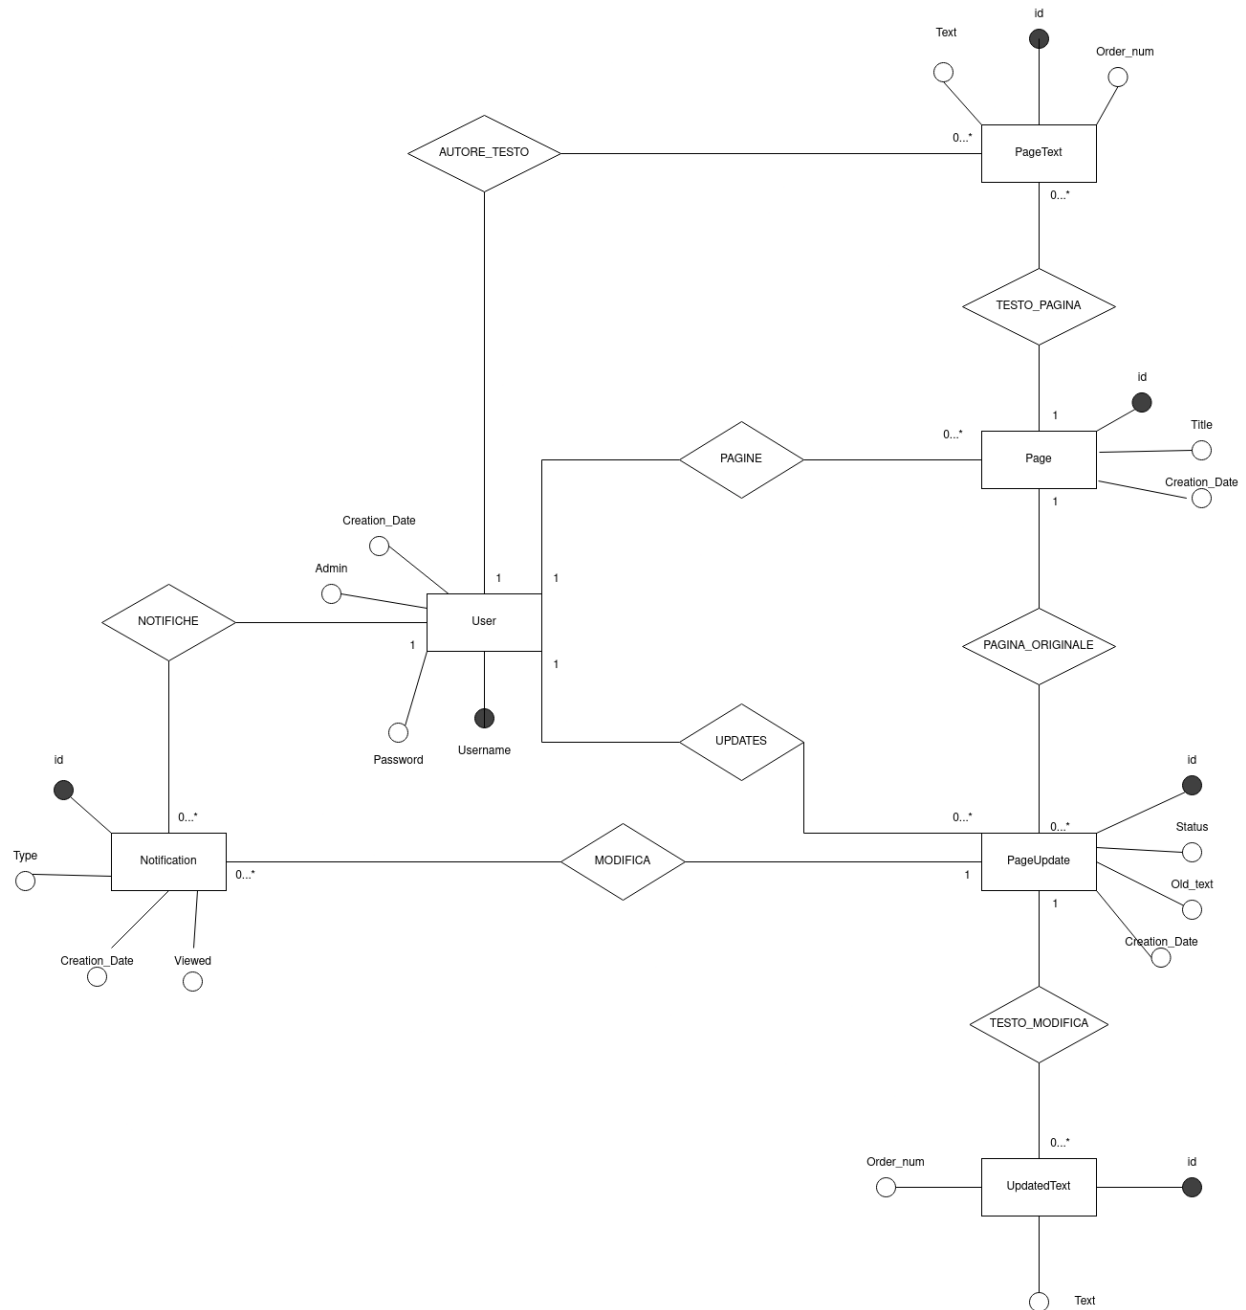 id
Text
Order_num
0...*
AUTORE_TESTO
PageText
0...*
TESTO_PAGINA
id
1
Title
0...*
PAGINE
Page
Creation_Date
1
Creation_Date
Admin
1
1
NOTIFICHE
User
1
PAGINA_ORIGINALE
1
UPDATES
Username
Password
id
id
0...*
0...*
0...*
Status
Type
Notification
MODIFICA
PageUpdate
0...*
1
Old_text
1
Creation_Date
Creation_Date
Viewed
TESTO_MODIFICA
0...*
Order_num
id
UpdatedText
Text